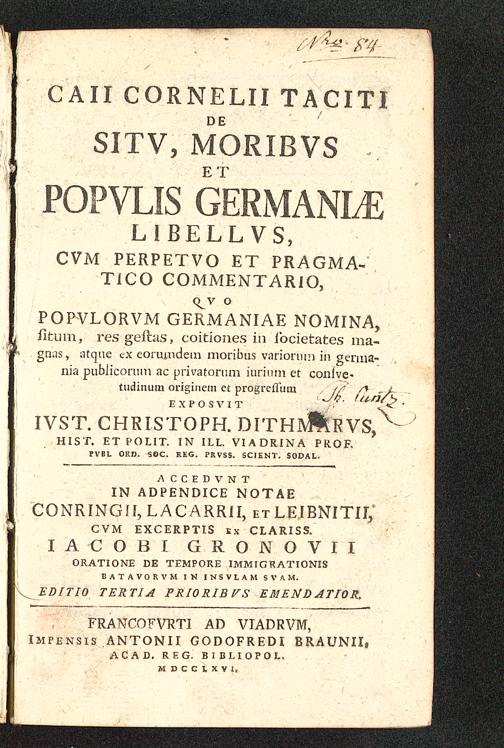 Nro. 84
CAII CORNELII TACITI
DE
SITV, MORIBVS
ET
POPVLIS GERMANIÆ
LIBELLVS,
CVM PERPETVO ET PRAGMA-
TICO COMMENTARIO,
QVO
POPVLORVM GERMANIAE NOMINA,
ſitum, res geſtas, coitiones in ſocietates ma-
gnas, atque ex eorumdem moribus variorum in germa-
nia publicorum ac privatorum iurium et conſve-
tudinum originem et progreſſum
EXPOSVIT
Th. Cuntz.
IVST. CHRISTOPH. DITHMARVS,
HIST. ET POLIT. IN ILL. VIADRINA PROF.
PVBL ORD. SOC. REG. PRVSS. SCIENT. SODAL.
ACCEDVNT
IN ADPENDICE NOTAE
CONRINGII, LACARRII, ET LEIBNITII,
CVM EXCERPTIS EX CLARISS.
IACOBI GRONOVII
ORATIONE DE TEMPORE IMMIGRATIONIS
BATAVORVM IN INSVLAM SVAM.
EDITIO TERTIA PRIORIBVS EMENDATIOR.
FRANCOFVRTI AD VIADRVM,
IMPENSIS ANTONII GODOFREDI BRAUNII,
ACAD. REG. BIBLIOPOL.
MDCCLXVI.